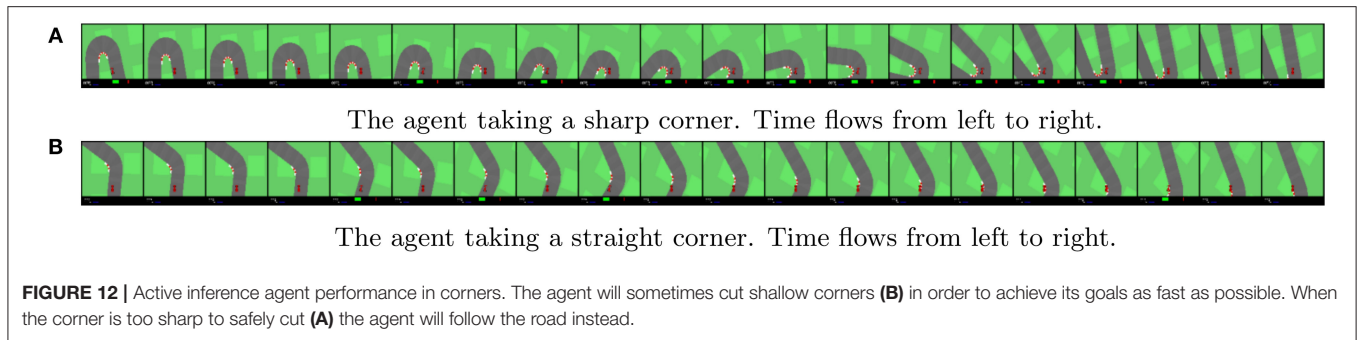 A
The agent taking a sharp corner. Time flows from left to right.
B
The agent taking a straight corner. Time flows from left to right.
FIGURE 12 | Active inference agent performance in corners. The agent will sometimes cut shallow corners (B) in order to achieve its goals as fast as possible. When
the corner is too sharp to safely cut (A) the agent will follow the road instead.